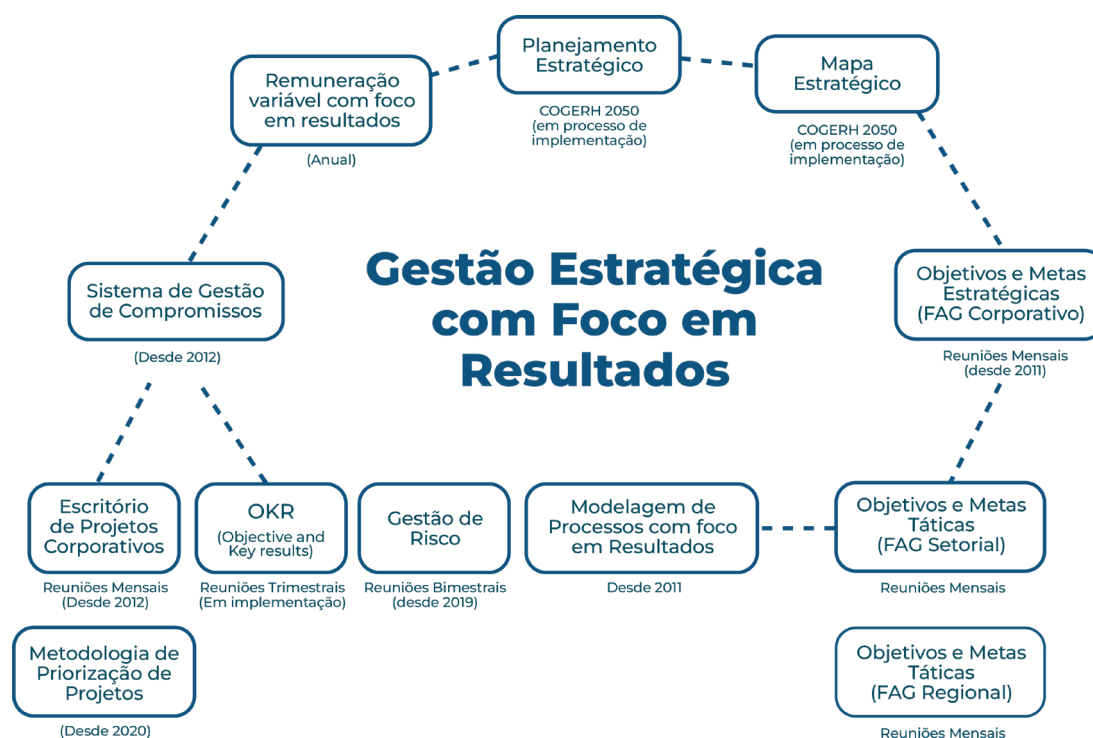 Planejamento
Estratégico
COGERH 2050
(em processo de
implementação)
Mapa
Estratégico
COGERH 2050
(em processo de
implementação)
Remuneração
variável com foco
em resultados
(Anual)
Gestão Estratégica
com Foco em
Resultados
Sistema de Gestão
de Compromissos
(Desde 2012)
Objetivos e Metas
Estratégicas
(FAG Corporativo)
Reuniões Mensais
(desde 2011)
Escritório
de Projetos
Corporativos
Reuniões Mensais
(Desde 2012)
OKR
(Objective and
Key results)
Reuniões Trimestrais
(Em implementação)
Gestão de
Risco
Reuniões Bimestrais
(desde 2019)
Modelagem de
Processos com foco
em Resultados
Desde 2011
Objetivos e Metas
Táticas
(FAG Setorial)
Reuniões Mensais
Metodologia de
Priorização de
Projetos
(Desde 2020)
Objetivos e Metas
Táticas
(FAG Regional)
Reuniões Mensais